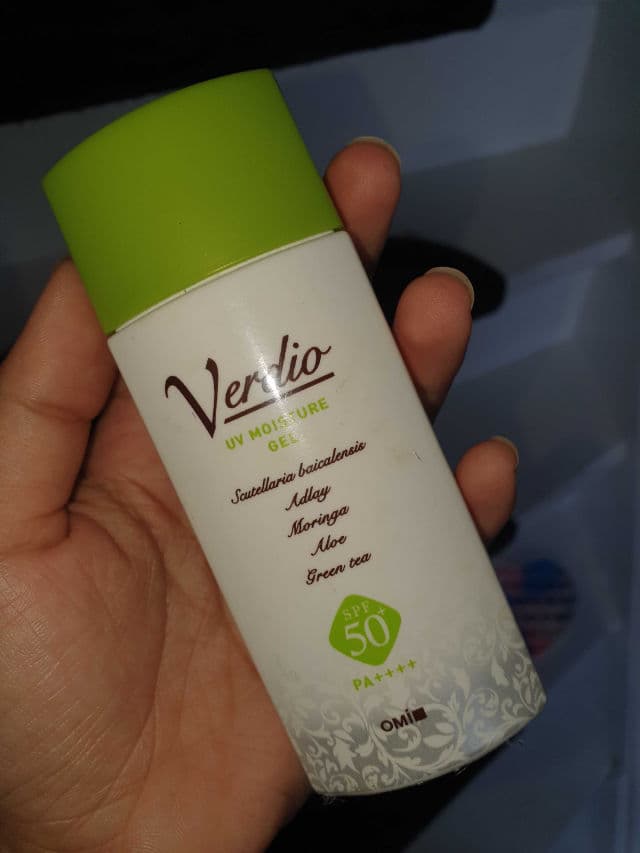 Verdio
UV MOISTURE
GEL
Scutellaria baicalensis
Adlay
Moringa
Aloe
Green tea
SPF
50+
PA++++
OMI